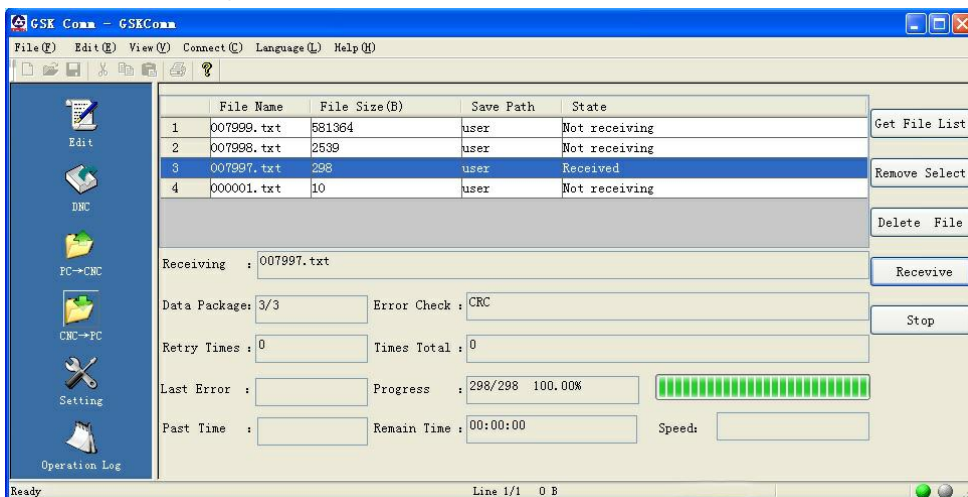 GSK Comm - GSKComm
File(F) Edit(E) View(V) Connect(C) Language(L) Help(H)
File Name File Size(B) Save Path State
1 007999.txt 581364 user Not receiving
2 007998.txt 2539 user Not receiving
3 007997.txt 298 user Received
4 000001.txt 10 user Not receiving
Edit
DNC
PC→CNC
CNC→PC
Setting
Operation Log
Get File List
Remove Select
Delete File
Recevive
Stop
Receiving : 007997.txt
Data Package: 3/3 Error Check : CRC
Retry Times : 0 Times Total : 0
Last Error : Progress : 298/298 100.00%
Past Time : Remain Time : 00:00:00 Speed:
Ready Line 1/1 0 B